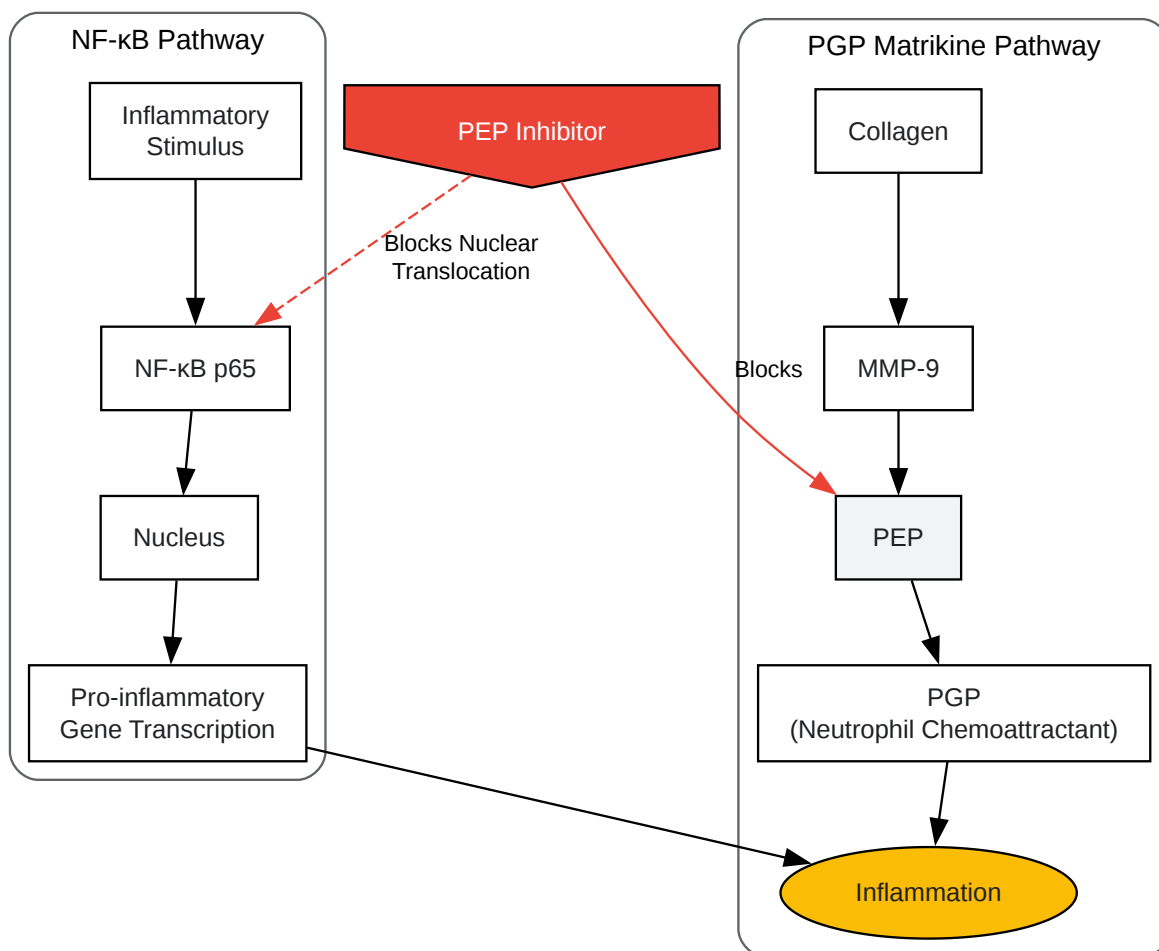 NF-κB Pathway
Inflammatory
Stimulus
NF-κB p65
Nucleus
Pro-inflammatory
Gene Transcription
PEP Inhibitor
Blocks Nuclear
Translocation
Blocks
PGP Matrikine Pathway
Collagen
MMP-9
PEP
PGP
(Neutrophil Chemoattractant)
Inflammation